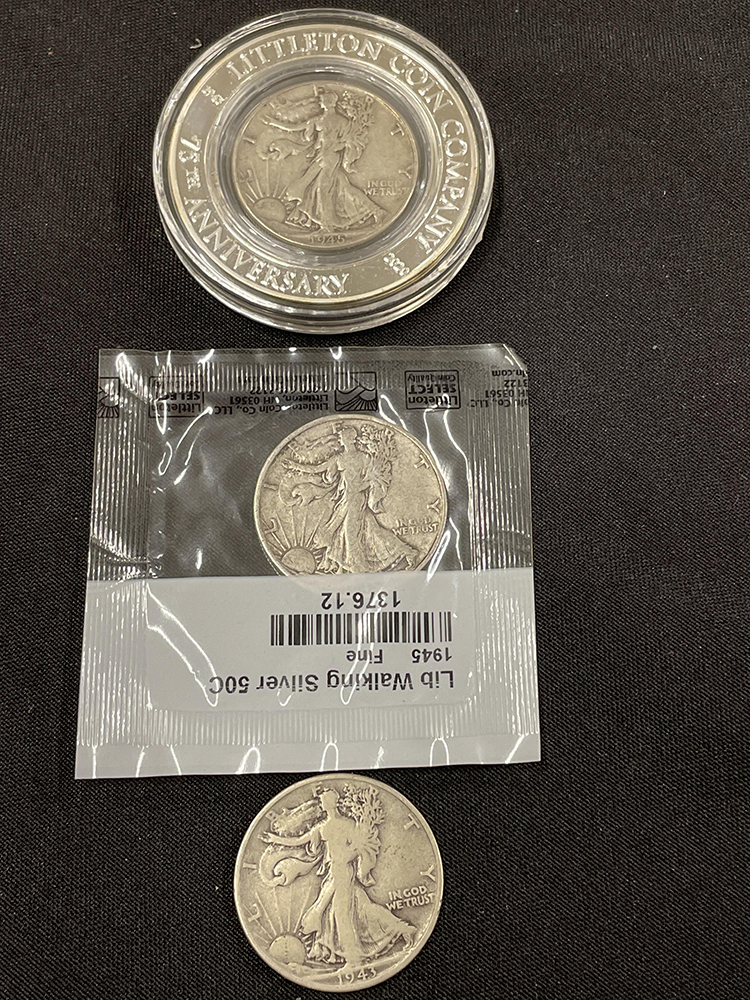 LITTLETON COIN COMPANY
75TH ANNIVERSARY
LIBERTY
IN GOD
WE TRUST
1945
Littleton Coin Co., LLC
Littleton, NH 03561
Littleton
Coin Quality
SELECT
LIBERTY
IN GOD
WE TRUST
Lib Walking Silver 50C
1945 Fine
1376.12
LIBERTY
IN GOD
WE TRUST
1943